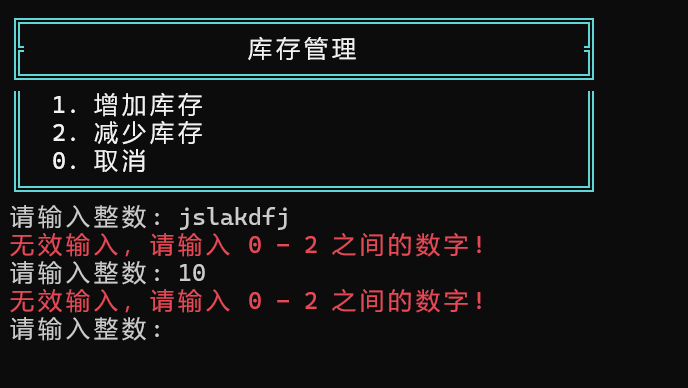 库存管理
1. 增加库存
2. 减少库存
0. 取消
请输入整数: jslakdfj
无效输入, 请输入 0 - 2 之间的数字!
请输入整数: 10
无效输入, 请输入 0 - 2 之间的数字!
请输入整数: